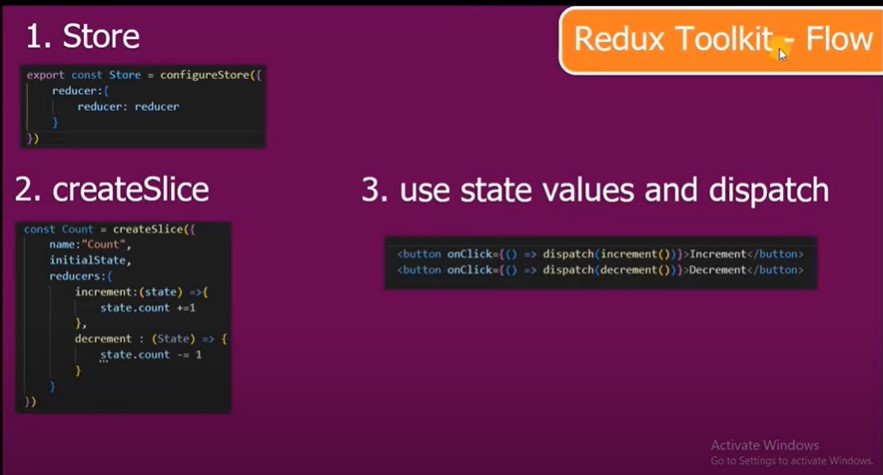 1. Store
Redux Toolkit - Flow
export const Store = configureStore({
reducer:{
reducer: reducer
}
})
2. createSlice
3. use state values and dispatch
const Count = createSlice({
name:"Count",
initialState,
reducers:{
increment:(state) =>{
state.count +=1
},
decrement : (State) => {
state.count -= 1
}
}
})
<button onClick={() => dispatch(increment())}>Increment</button>
<button onClick={() => dispatch(decrement())}>Decrement</button>
Activate Windows
Go to Settings to activate Windows.